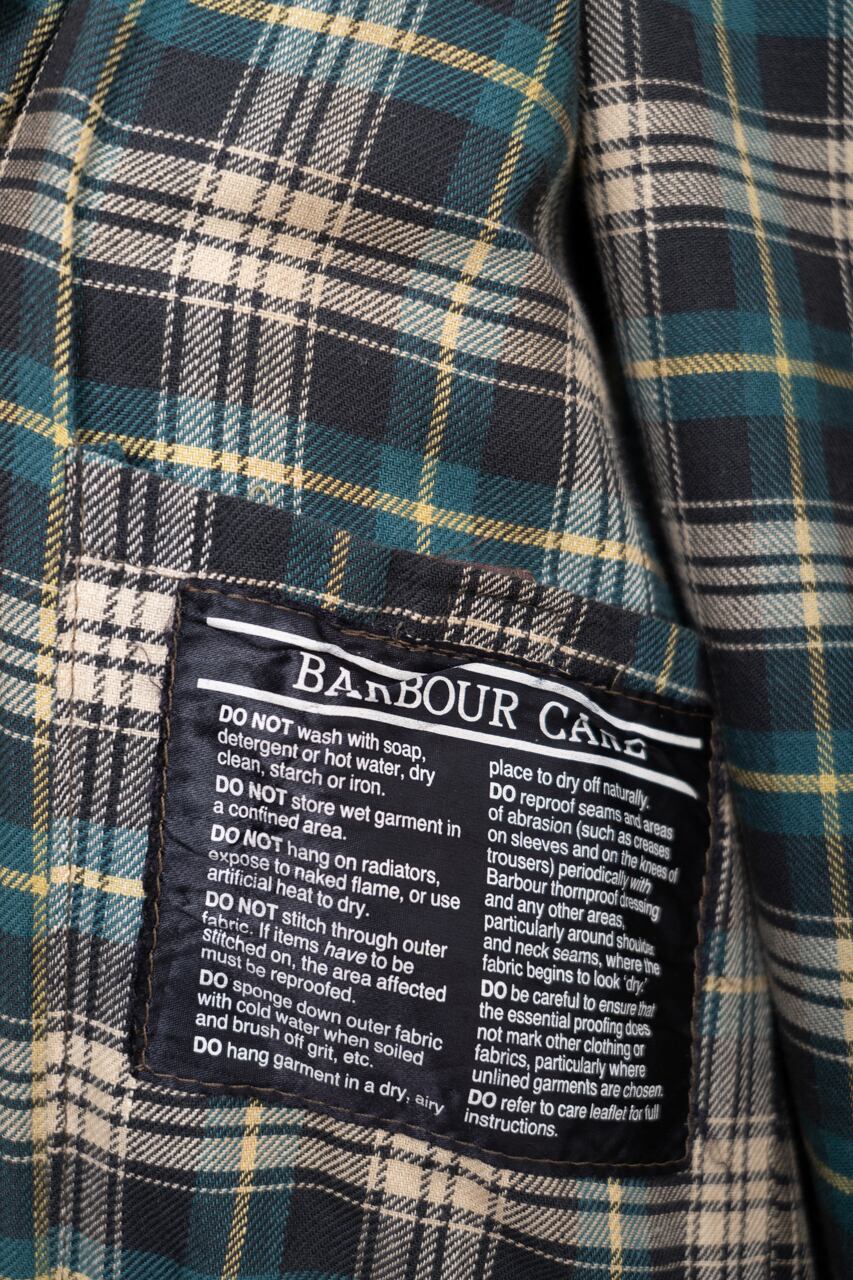 BARBOUR CARE
DO NOT wash with soap,
detergent or hot water, dry
clean, starch or iron.
DO NOT store wet garment in
a confined area.
DO NOT hang on radiators,
expose to naked flame, or use
artificial heat to dry.
DO NOT stitch through outer
fabric. If items have to be
stitched on, the area affected
must be reproofed.
DO sponge down outer fabric
with cold water when soiled
and brush off grit, etc.
DO hang garment in a dry, airy
place to dry off naturally.
DO reproof seams and areas
of abrasion (such as creases
on sleeves and on the knees of
trousers) periodically with
Barbour thornproof dressing
and any other areas,
particularly around shoulder
and neck seams, where the
fabric begins to look 'dry.'
DO be careful to ensure that
the essential proofing does
not mark other clothing or
fabrics, particularly where
unlined garments are chosen.
DO refer to care leaflet for full
instructions.